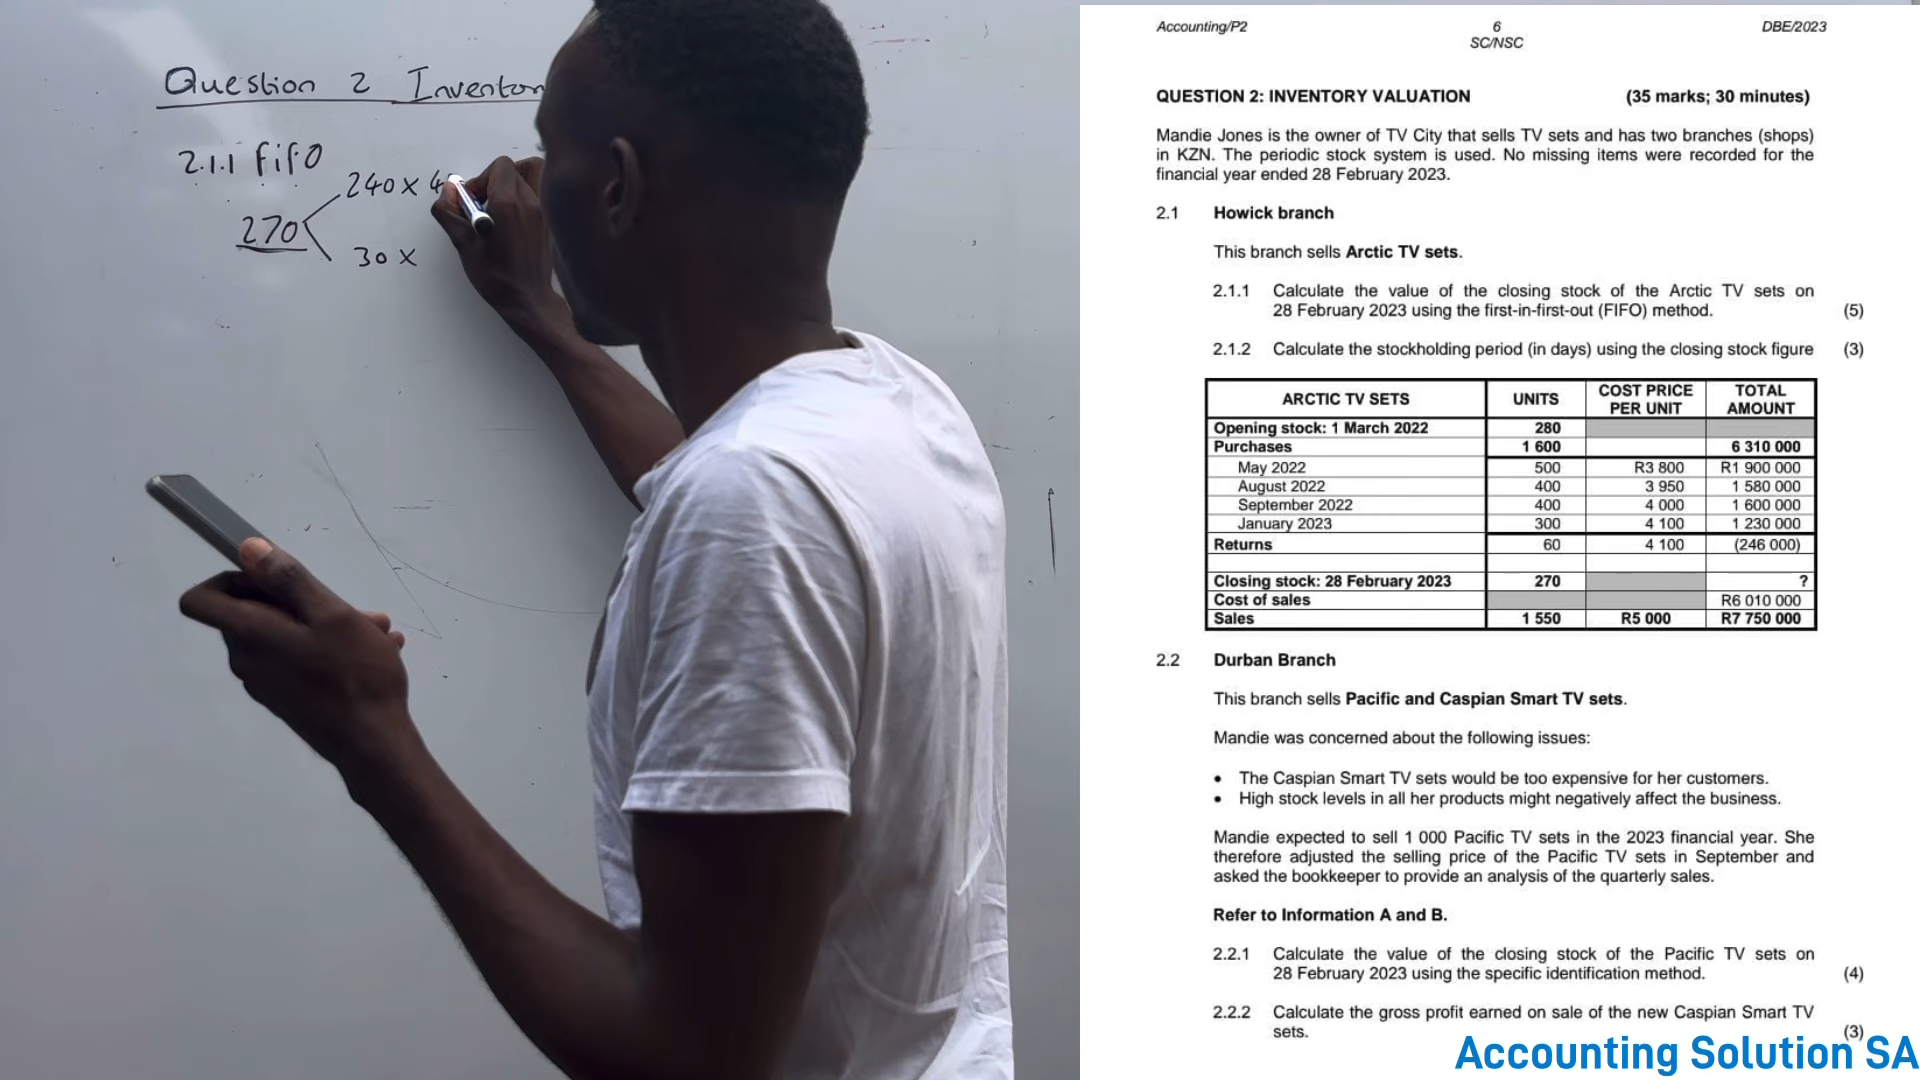 Question 2 Inventor
2.1.1 FifO
240 x 4
270
30 x
Accounting/P2 6 DBE/2023
SC/NSC
QUESTION 2: INVENTORY VALUATION (35 marks; 30 minutes)
Mandie Jones is the owner of TV City that sells TV sets and has two branches (shops)
in KZN. The periodic stock system is used. No missing items were recorded for the
financial year ended 28 February 2023.
2.1 Howick branch
This branch sells Arctic TV sets.
2.1.1 Calculate the value of the closing stock of the Arctic TV sets on
28 February 2023 using the first-in-first-out (FIFO) method. (5)
2.1.2 Calculate the stockholding period (in days) using the closing stock figure (3)
ARCTIC TV SETS UNITS COST PRICE PER UNIT TOTAL AMOUNT
Opening stock: 1 March 2022 280
Purchases 1 600 6 310 000
May 2022 500 R3 800 R1 900 000
August 2022 400 3 950 1 580 000
September 2022 400 4 000 1 600 000
January 2023 300 4 100 1 230 000
Returns 60 4 100 (246 000)
Closing stock: 28 February 2023 270 ?
Cost of sales R6 010 000
Sales 1 550 R5 000 R7 750 000
2.2 Durban Branch
This branch sells Pacific and Caspian Smart TV sets.
Mandie was concerned about the following issues:
• The Caspian Smart TV sets would be too expensive for her customers.
• High stock levels in all her products might negatively affect the business.
Mandie expected to sell 1 000 Pacific TV sets in the 2023 financial year. She
therefore adjusted the selling price of the Pacific TV sets in September and
asked the bookkeeper to provide an analysis of the quarterly sales.
Refer to Information A and B.
2.2.1 Calculate the value of the closing stock of the Pacific TV sets on
28 February 2023 using the specific identification method. (4)
2.2.2 Calculate the gross profit earned on sale of the new Caspian Smart TV
sets. (3)
Accounting Solution SA